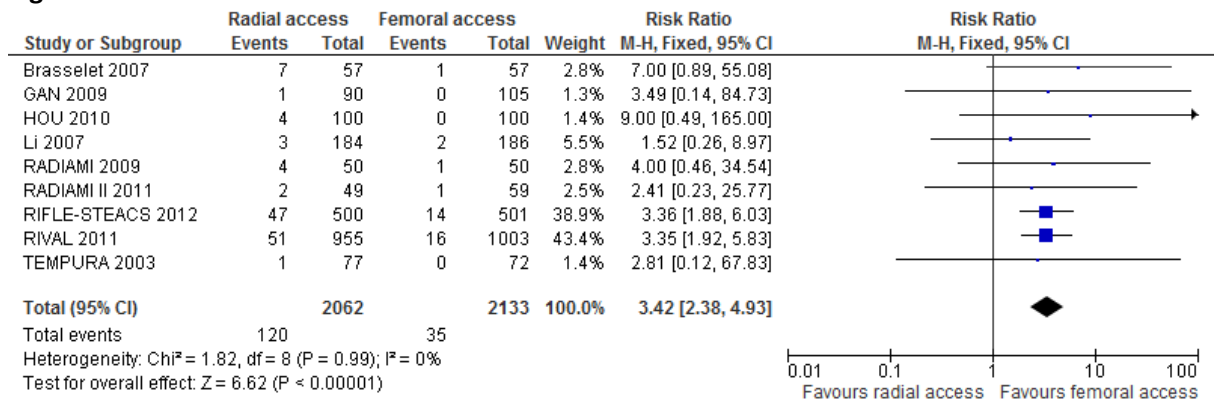 Radial access Femoral access Risk Ratio Risk Ratio
Study or Subgroup Events Total Events Total Weight M-H, Fixed, 95% CI M-H, Fixed, 95% CI
Brasselet 2007 7 57 1 57 2.8% 7.00 [0.89, 55.08]
GAN 2009 1 90 0 105 1.3% 3.49 [0.14, 84.73]
HOU 2010 4 100 0 100 1.4% 9.00 [0.49, 165.00]
Li 2007 3 184 2 186 5.5% 1.52 [0.26, 8.97]
RADIAMI 2009 4 50 1 50 2.8% 4.00 [0.46, 34.54]
RADIAMI II 2011 2 49 1 59 2.5% 2.41 [0.23, 25.77]
RIFLE-STEACS 2012 47 500 14 501 38.9% 3.36 [1.88, 6.03]
RIVAL 2011 51 955 16 1003 43.4% 3.35 [1.92, 5.83]
TEMPURA 2003 1 77 0 72 1.4% 2.81 [0.12, 67.83]
Total (95% CI) 2062 2133 100.0% 3.42 [2.38, 4.93]
Total events 120 35
Heterogeneity: Chi² = 1.82, df = 8 (P = 0.99); I² = 0%
Test for overall effect: Z = 6.62 (P < 0.00001)
0.01 0.1 1 10 100
Favours radial access Favours femoral access